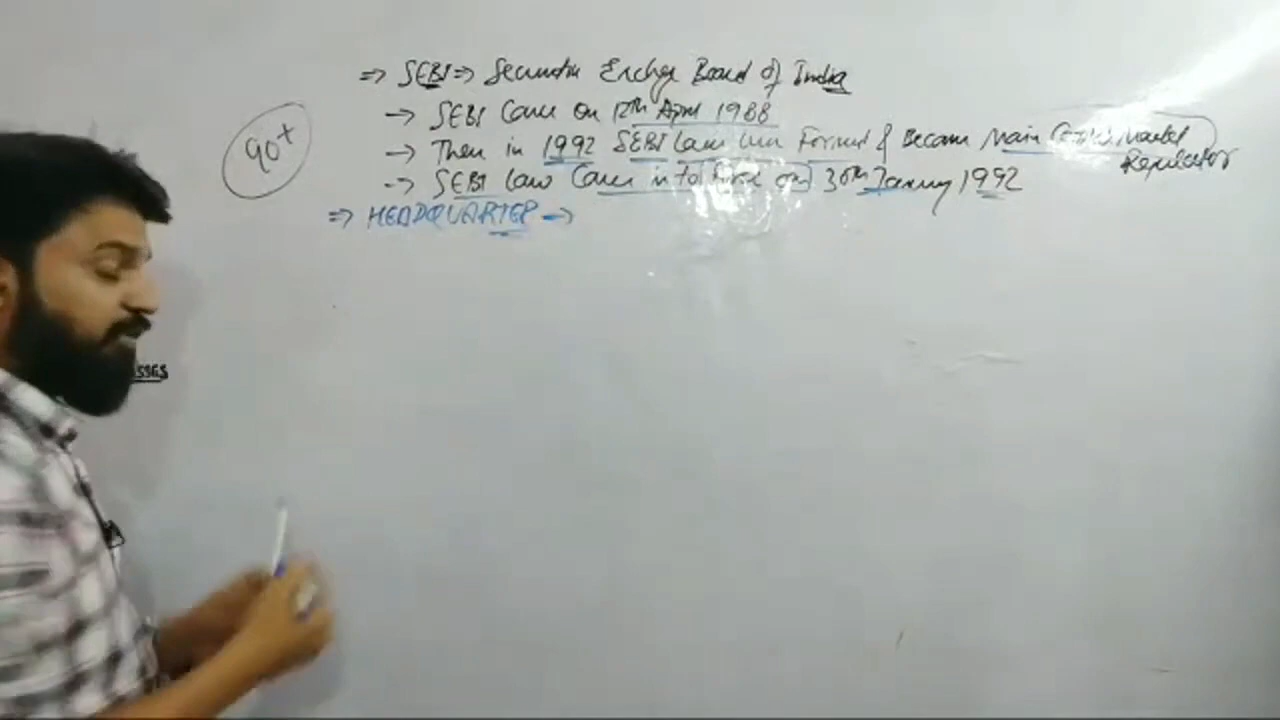 ⇒ SEBI ⇒ Securities Exchange Board of India
→ SEBI Came On 12th April 1988
90+
→ Then in 1992 SEBI Law was Formed & Became Main Capital Market Regulator
→ SEBI Law Came into Force on 30th January 1992
⇒ HEADQUARTER →
SSES